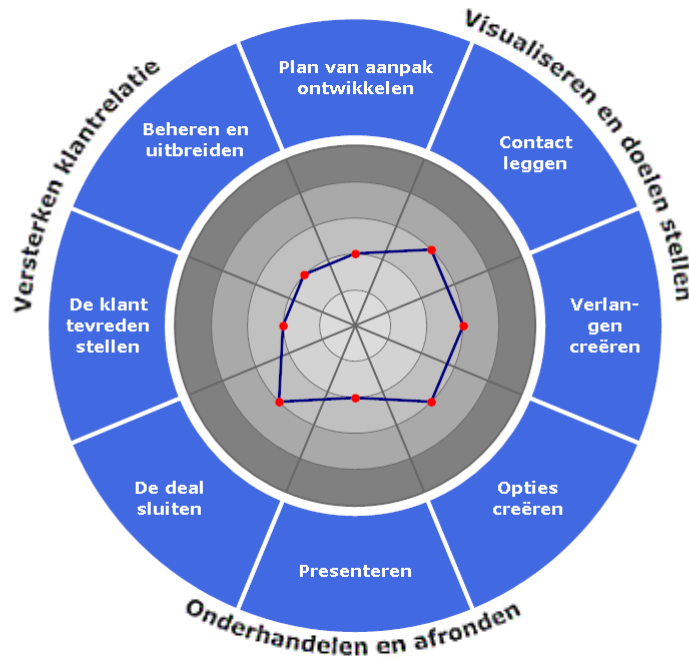 Visualiseren en doelen stellen
Versterken klantrelatie
Plan van aanpak
ontwikkelen
Contact
leggen
Verlan-
gen
creëren
Opties
creëren
Presenteren
De deal
sluiten
De klant
tevreden
stellen
Beheren en
uitbreiden
Onderhandelen en afronden